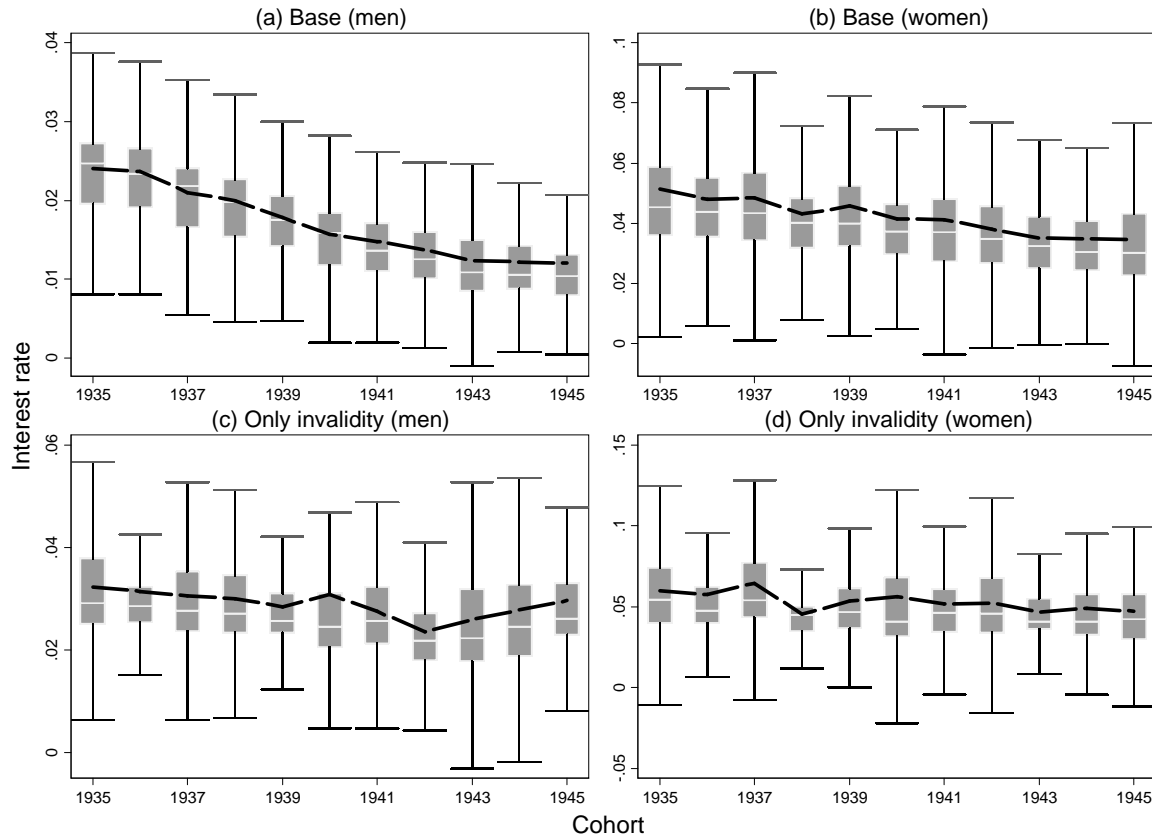 (a) Base (men)
(b) Base (women)
.04
.03
.02
.01
0
1935 1937 1939 1941 1943 1945
.1
.08
.06
.04
.02
0
1935 1937 1939 1941 1943 1945
(c) Only invalidity (men)
(d) Only invalidity (women)
.06
.04
.02
0
1935 1937 1939 1941 1943 1945
.15
.1
.05
0
-.05
1935 1937 1939 1941 1943 1945
Interest rate
Cohort